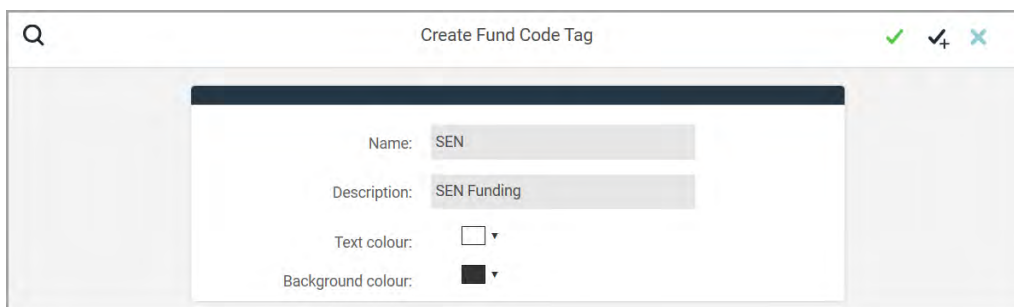 Create Fund Code Tag
Name: SEN
Description: SEN Funding
Text colour:
Background colour: